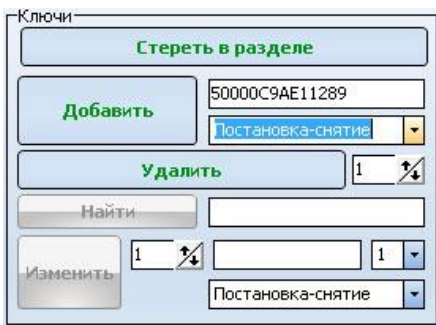 Ключи
Стереть в разделе
Добавить
50000C9AE11289
Постановка-снятие
Удалить
1
Найти
Изменить
1
1
Постановка-снятие